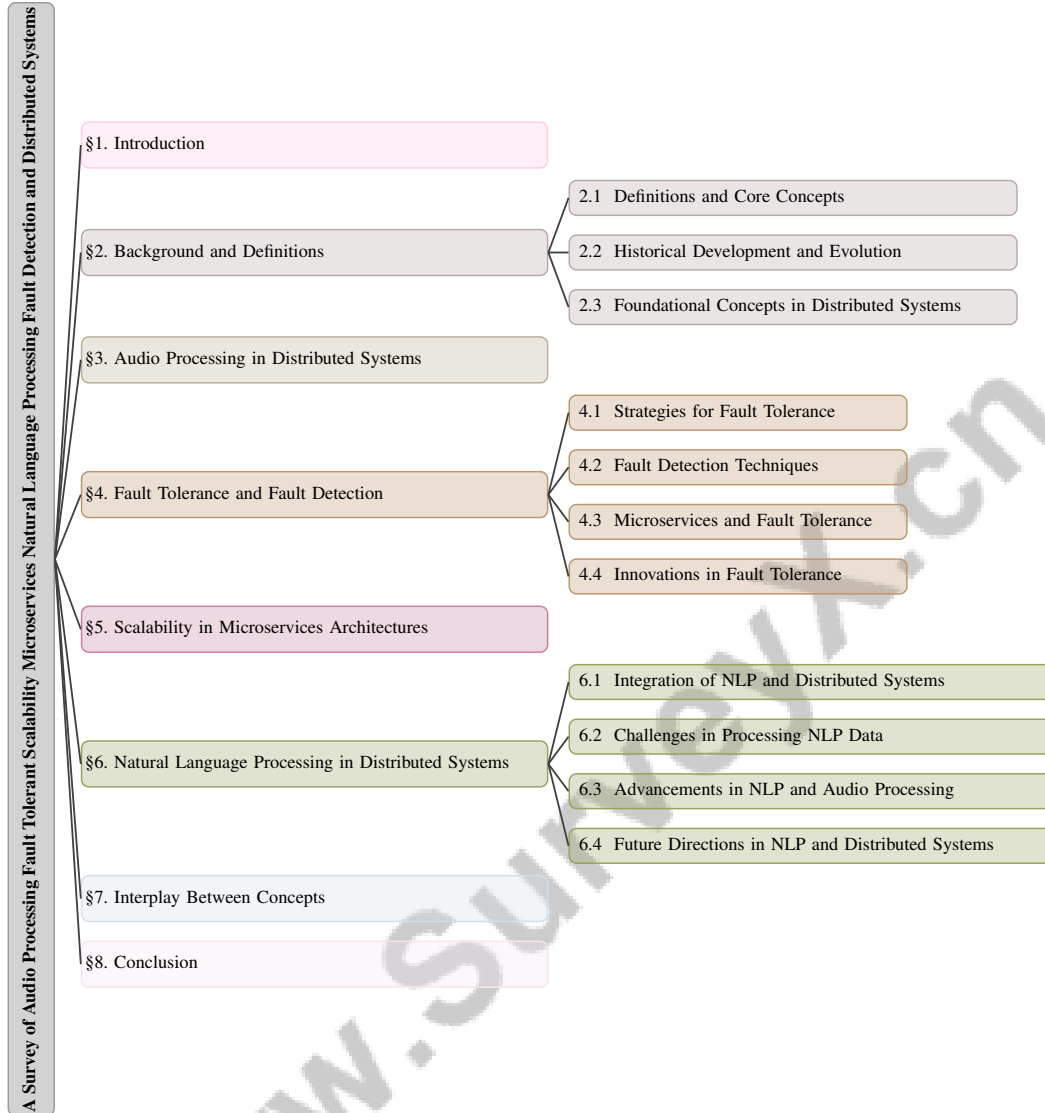 A Survey of Audio Processing Fault Tolerant Scalability Microservices Natural Language Processing Fault Detection and Distributed Systems
§1. Introduction
§2. Background and Definitions
2.1 Definitions and Core Concepts
2.2 Historical Development and Evolution
2.3 Foundational Concepts in Distributed Systems
§3. Audio Processing in Distributed Systems
§4. Fault Tolerance and Fault Detection
4.1 Strategies for Fault Tolerance
4.2 Fault Detection Techniques
4.3 Microservices and Fault Tolerance
4.4 Innovations in Fault Tolerance
§5. Scalability in Microservices Architectures
§6. Natural Language Processing in Distributed Systems
6.1 Integration of NLP and Distributed Systems
6.2 Challenges in Processing NLP Data
6.3 Advancements in NLP and Audio Processing
6.4 Future Directions in NLP and Distributed Systems
§7. Interplay Between Concepts
§8. Conclusion
www.Surveyx.cn